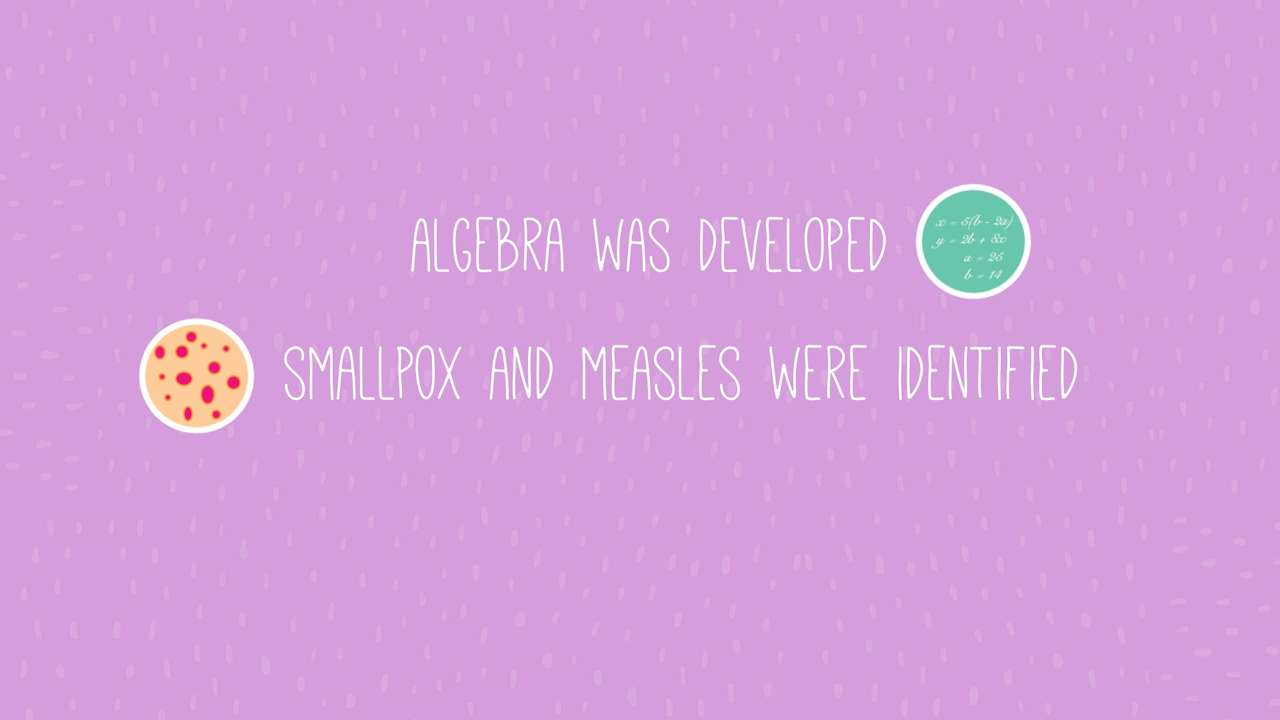 ALGEBRA WAS DEVELOPED
x = 5(b - 2a)
y = 2b + 8x
a = 25
b = 14
SMALLPOX AND MEASLES WERE IDENTIFIED